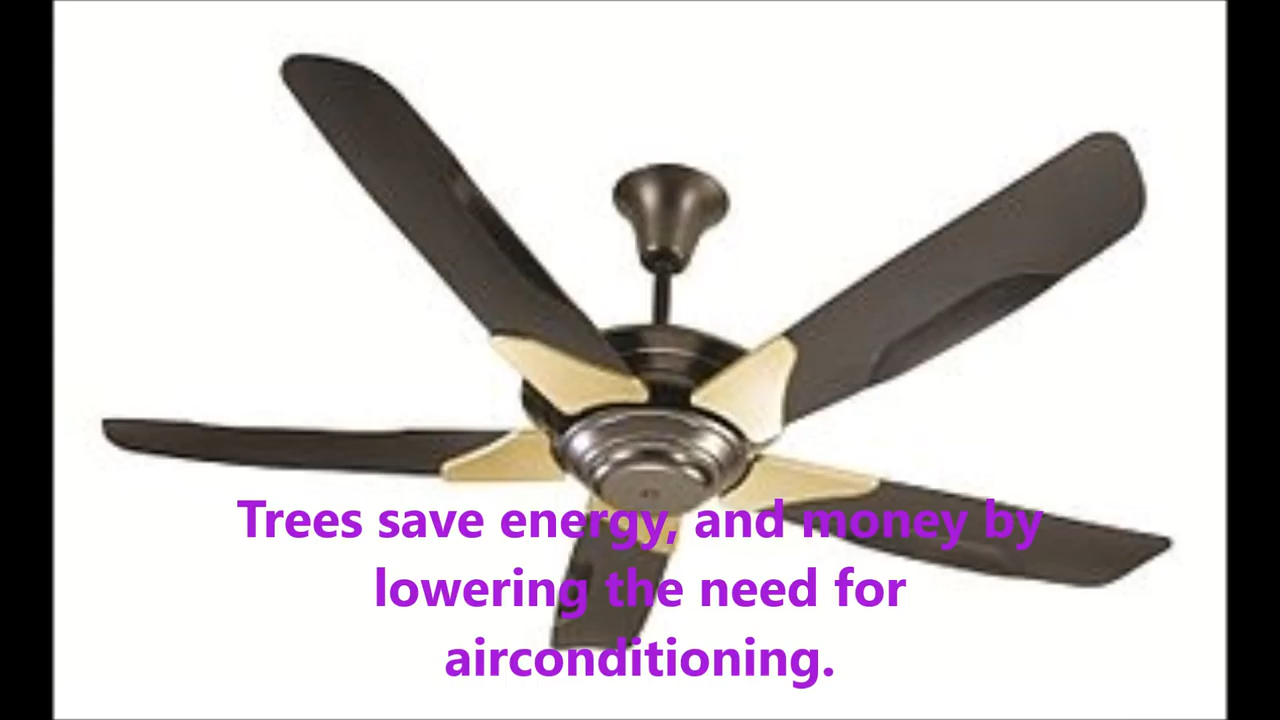 Trees save energy, and money by
lowering the need for
airconditioning.